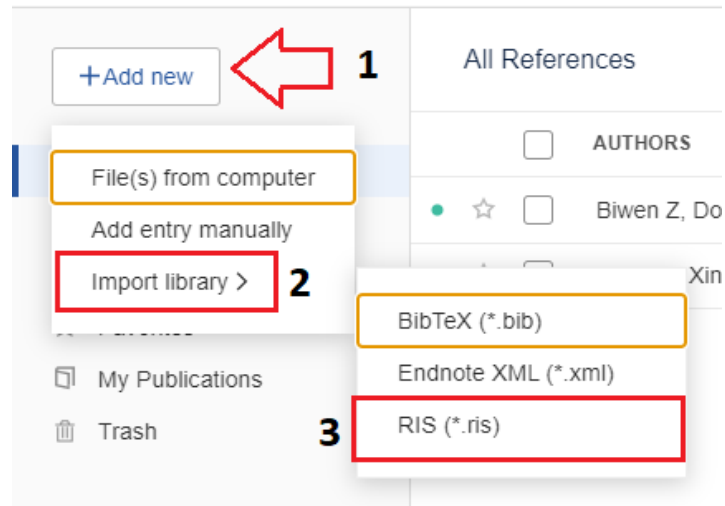 +Add new
1
All References
AUTHORS
File(s) from computer
Biwen Z, Do
Add entry manually
Import library >
2
Xin
BibTeX (*.bib)
My Publications
Endnote XML (*.xml)
Trash
3
RIS (*.ris)